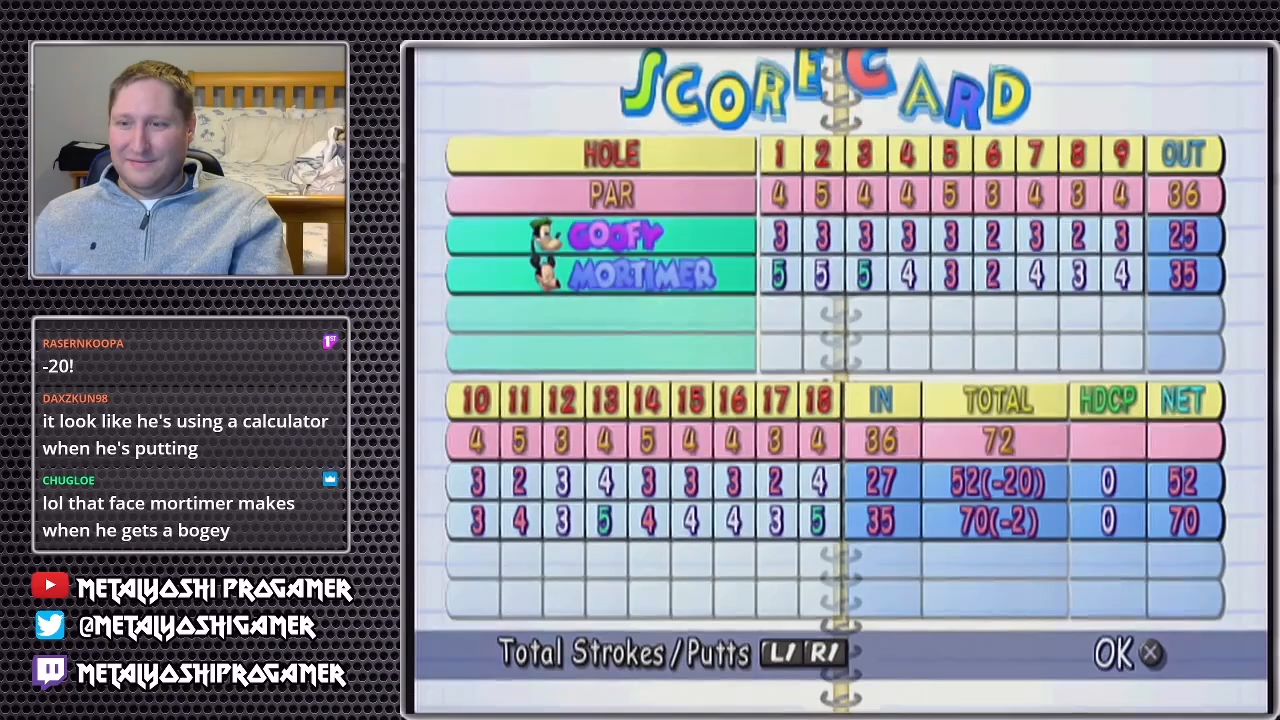 SCORE CARD
HOLE 1 2 3 4 5 6 7 8 9 OUT
PAR 4 5 4 4 5 3 4 3 4 36
GOOFY 3 3 3 3 3 2 3 2 3 25
MORTIMER 5 5 5 4 3 2 4 3 4 35
10 11 12 13 14 15 16 17 18 IN TOTAL HDCP NET
4 5 3 4 5 4 4 3 4 36 72
3 2 3 4 3 3 3 2 4 27 52(-20) 0 52
3 4 3 5 4 4 4 3 5 35 70(-2) 0 70
Total Strokes/Putts L1/R1 OK
RASERNKOOPA 1ST
-20!
DAXZKUN98
it look like he's using a calculator
when he's putting
CHUGLOE
lol that face mortimer makes
when he gets a bogey
METALYOSHI PROGAMER
@METALYOSHIGAMER
METALYOSHIPROGAMER